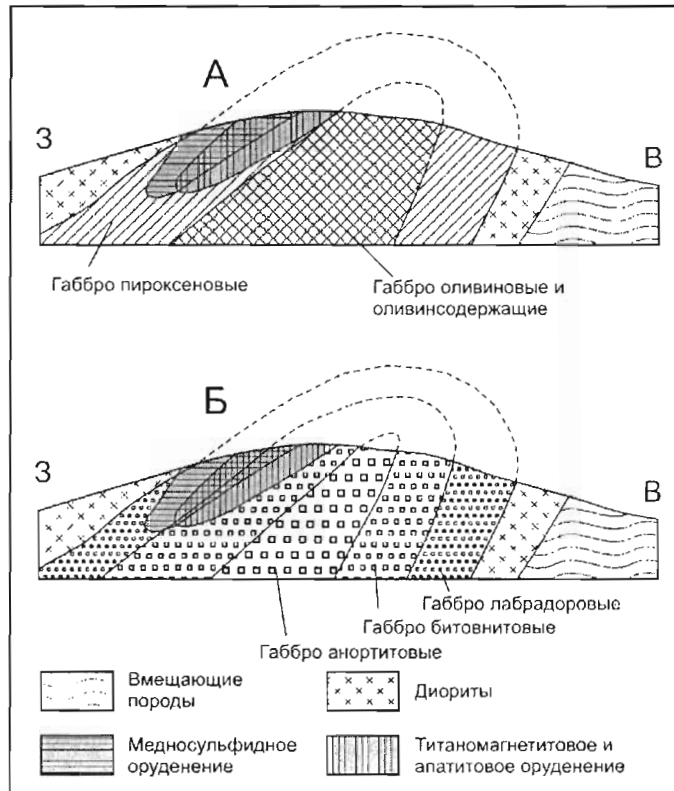 А
З
В
Габбро пироксеновые
Габбро оливиновые и
оливинсодержащие
Б
З
В
Габбро лабрадоровые
Габбро битовнитовые
Габбро анортитовые
Вмещающие
породы
Диориты
Медносульфидное
оруденение
Титаномагнетитовое и
апатитовое оруденение